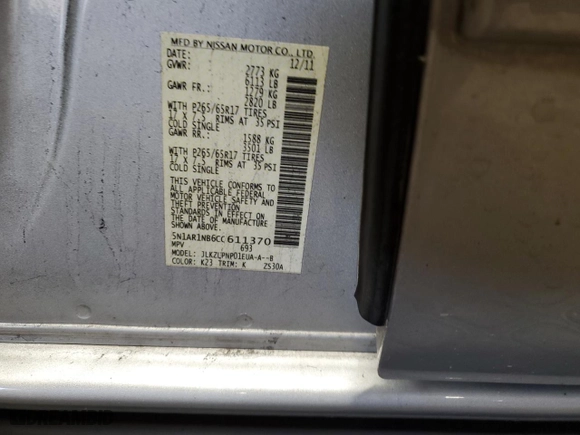 MFD BY NISSAN MOTOR CO., LTD.
DATE: 12/11
GVWR: 2773 KG
6113 LB
GAWR FR.: 1279 KG
2820 LB
WITH P265/65R17 TIRES
17 X 7.5 RIMS AT 35 PSI
COLD SINGLE
GAWR RR.: 1588 KG
3501 LB
WITH P265/65R17 TIRES
17 X 7.5 RIMS AT 35 PSI
COLD SINGLE
THIS VEHICLE CONFORMS TO
ALL APPLICABLE FEDERAL
MOTOR VEHICLE SAFETY AND
STANDARDS IN EFFECT ON
THE DATE OF MANUFACTURE
SHOWN ABOVE.
5N1AR1NB6CC611370
MPV 693
MODEL: JLKZLPNP01EUA-A--B
COLOR: K23 TRIM: K ZS30A